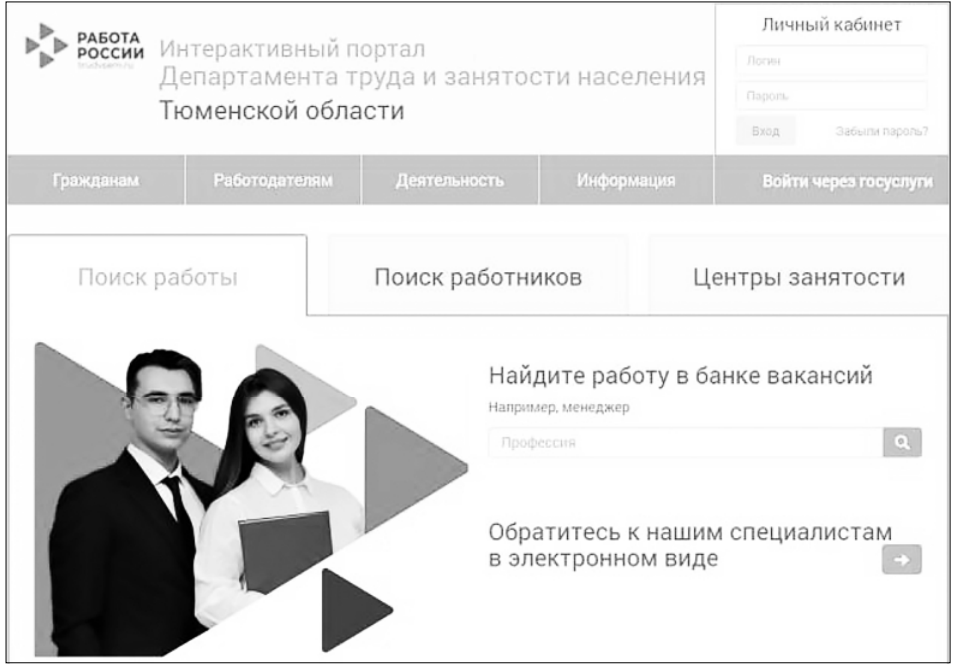 РАБОТА
РОССИИ
trudvsem.ru
Интерактивный портал
Департамента труда и занятости населения
Тюменской области
Личный кабинет
Логин
Пароль
Вход
Забыли пароль?
Гражданам
Работодателям
Деятельность
Информация
Войти через госуслуги
Поиск работы
Поиск работников
Центры занятости
Найдите работу в банке вакансий
Например, менеджер
Профессия
Обратитесь к нашим специалистам
в электронном виде